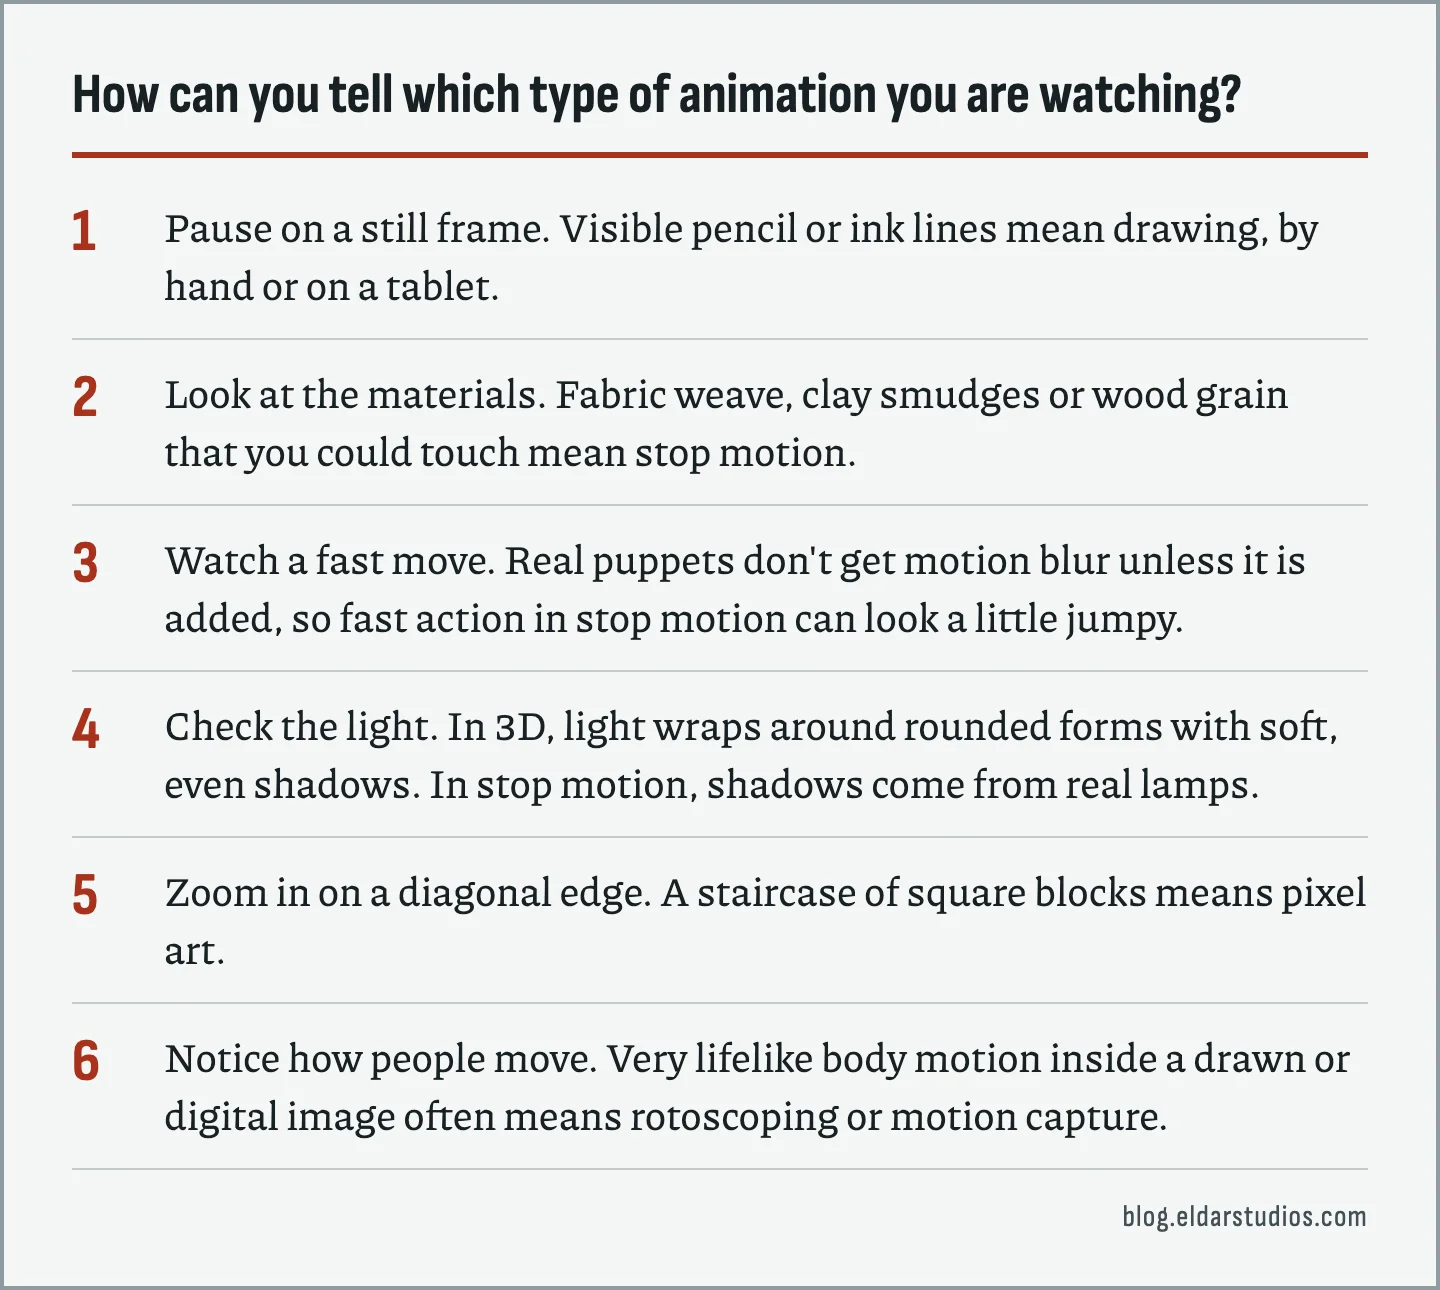 How can you tell which type of animation you are watching?
1 Pause on a still frame. Visible pencil or ink lines mean drawing, by
hand or on a tablet.
2 Look at the materials. Fabric weave, clay smudges or wood grain
that you could touch mean stop motion.
3 Watch a fast move. Real puppets don't get motion blur unless it is
added, so fast action in stop motion can look a little jumpy.
4 Check the light. In 3D, light wraps around rounded forms with soft,
even shadows. In stop motion, shadows come from real lamps.
5 Zoom in on a diagonal edge. A staircase of square blocks means pixel
art.
6 Notice how people move. Very lifelike body motion inside a drawn or
digital image often means rotoscoping or motion capture.
blog.eldarstudios.com